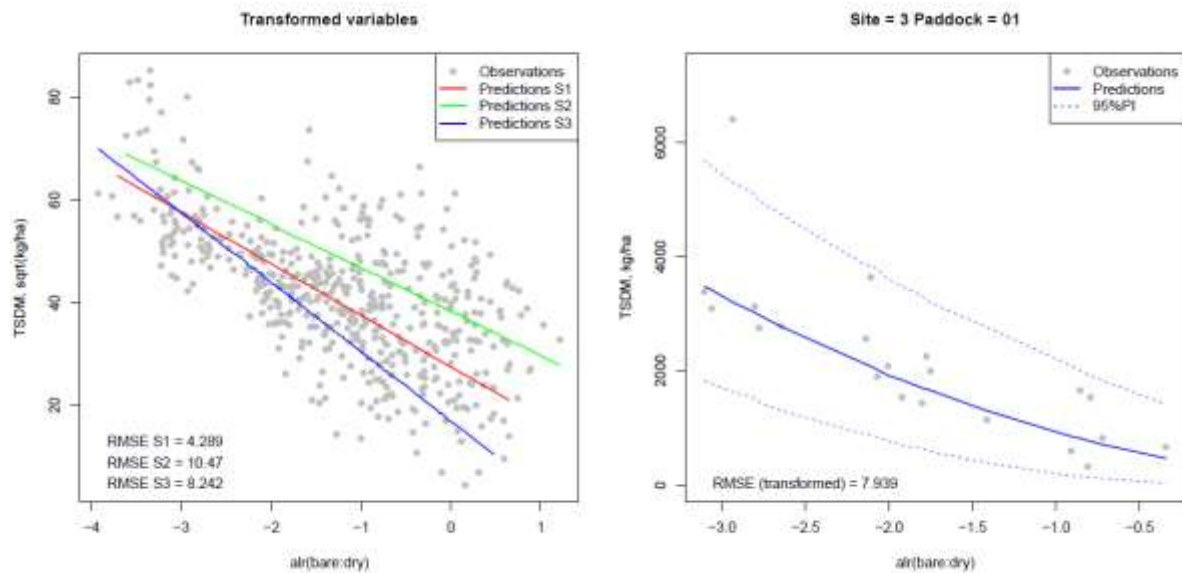 Transformed variables
Observations
Predictions S1
Predictions S2
Predictions S3
TSDM, sqrt(kg/ha)
80
60
40
20
RMSE S1 = 4.289
RMSE S2 = 10.47
RMSE S3 = 8.242
−4 −3 −2 −1 0 1
alr(bare:dry)
Site = 3 Paddock = 01
Observations
Predictions
95%PI
TSDM, kg/ha
6000
4000
2000
0
RMSE (transformed) = 7.939
−3.0 −2.5 −2.0 −1.5 −1.0 −0.5
alr(bare:dry)